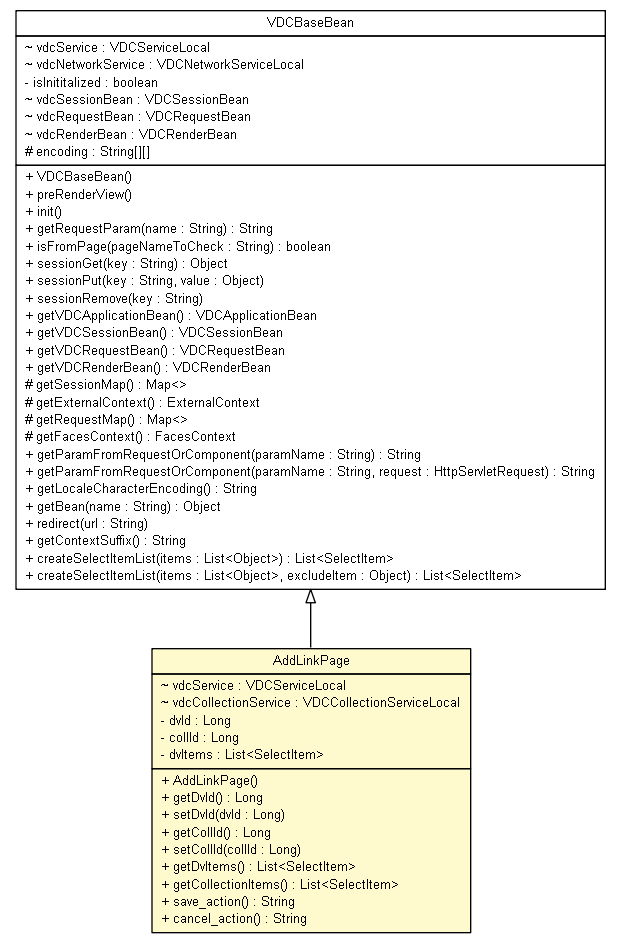 VDCBaseBean
~ vdcService : VDCServiceLocal
~ vdcNetworkService : VDCNetworkServiceLocal
- isInititalized : boolean
~ vdcSessionBean : VDCSessionBean
~ vdcRequestBean : VDCRequestBean
~ vdcRenderBean : VDCRenderBean
# encoding : String[][]
+ VDCBaseBean()
+ preRenderView()
+ init()
+ getRequestParam(name : String) : String
+ isFromPage(pageNameToCheck : String) : boolean
+ sessionGet(key : String) : Object
+ sessionPut(key : String, value : Object)
+ sessionRemove(key : String)
+ getVDCApplicationBean() : VDCApplicationBean
+ getVDCSessionBean() : VDCSessionBean
+ getVDCRequestBean() : VDCRequestBean
+ getVDCRenderBean() : VDCRenderBean
# getSessionMap() : Map<>
# getExternalContext() : ExternalContext
# getRequestMap() : Map<>
# getFacesContext() : FacesContext
+ getParamFromRequestOrComponent(paramName : String) : String
+ getParamFromRequestOrComponent(paramName : String, request : HttpServletRequest) : String
+ getLocaleCharacterEncoding() : String
+ getBean(name : String) : Object
+ redirect(url : String)
+ getContextSuffix() : String
+ createSelectItemList(items : List<Object>) : List<SelectItem>
+ createSelectItemList(items : List<Object>, excludeItem : Object) : List<SelectItem>
AddLinkPage
~ vdcService : VDCServiceLocal
~ vdcCollectionService : VDCCollectionServiceLocal
- dvId : Long
- collId : Long
- dvItems : List<SelectItem>
+ AddLinkPage()
+ getDvId() : Long
+ setDvId(dvId : Long)
+ getCollId() : Long
+ setCollId(collId : Long)
+ getDvItems() : List<SelectItem>
+ getCollectionItems() : List<SelectItem>
+ save_action() : String
+ cancel_action() : String